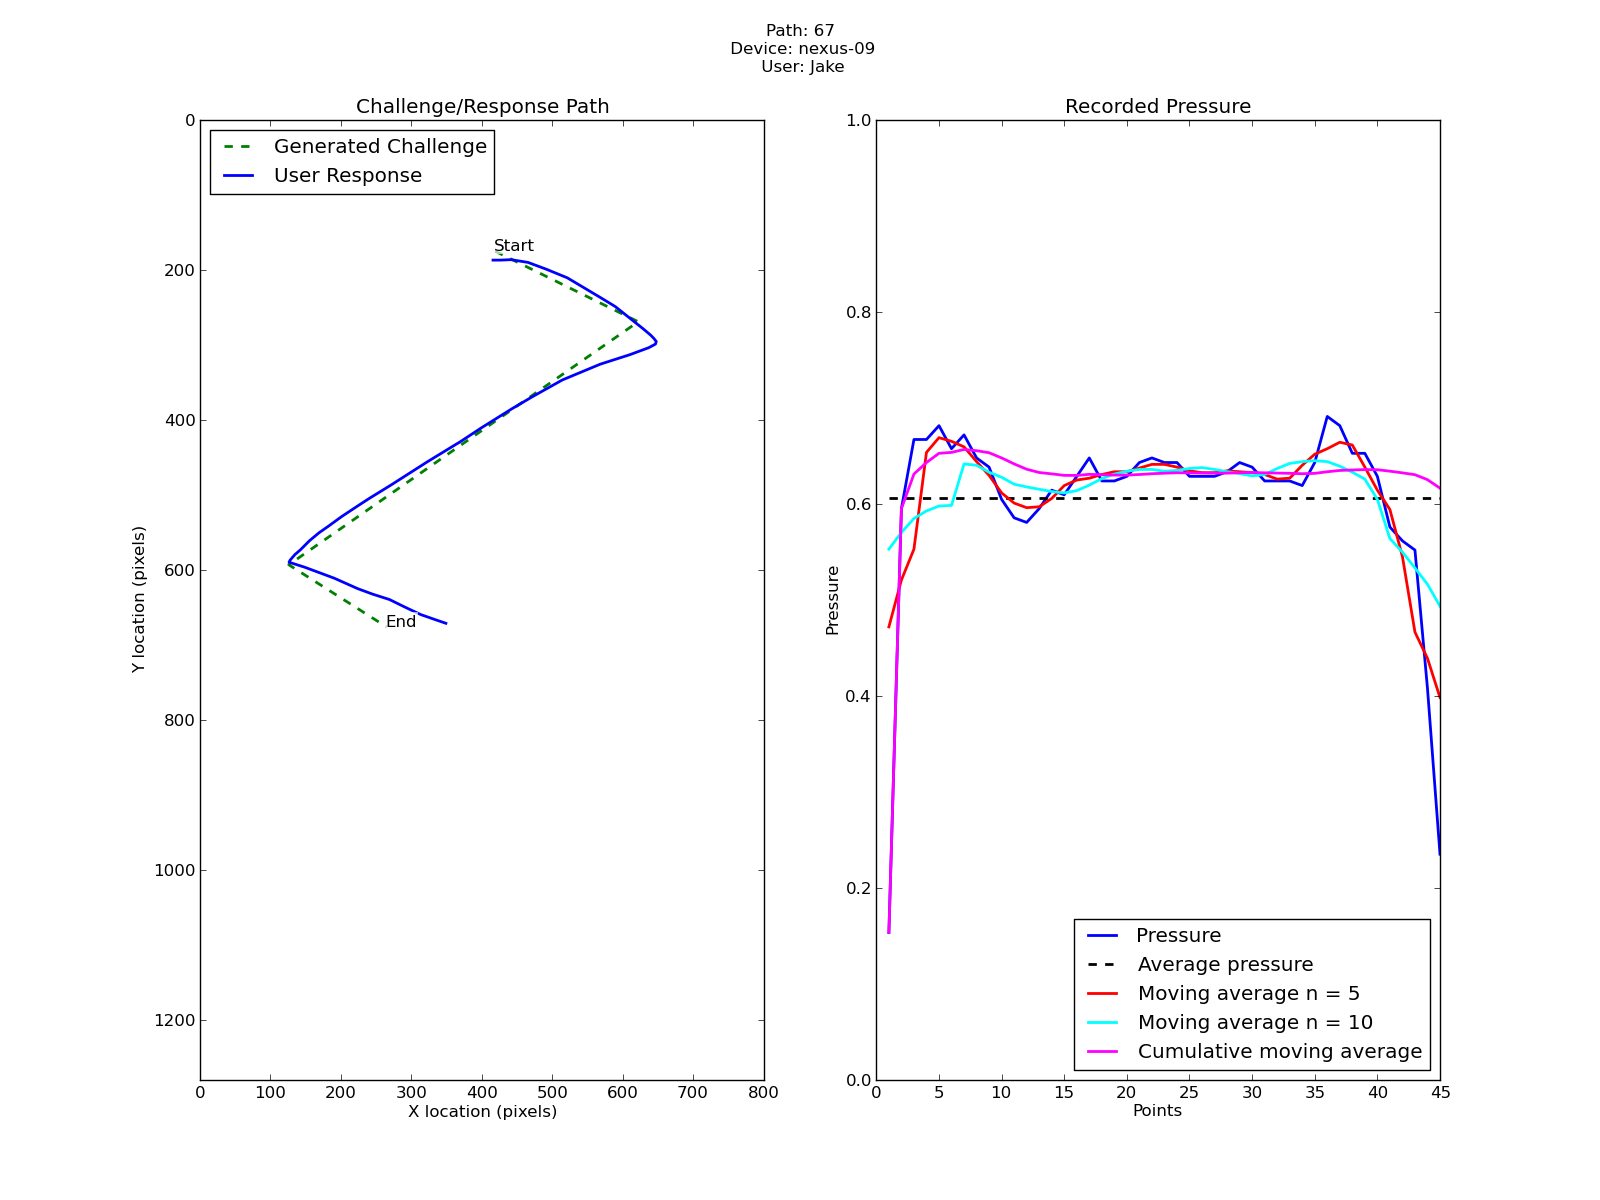 Path: 67
Device: nexus-09
User: Jake
Challenge/Response Path
Generated Challenge
User Response
Start
End
0
200
400
600
800
1000
1200
Y location (pixels)
0 100 200 300 400 500 600 700 800
X location (pixels)
Recorded Pressure
1.0
0.8
0.6
0.4
0.2
0.0
Pressure
Pressure
Average pressure
Moving average n = 5
Moving average n = 10
Cumulative moving average
0 5 10 15 20 25 30 35 40 45
Points